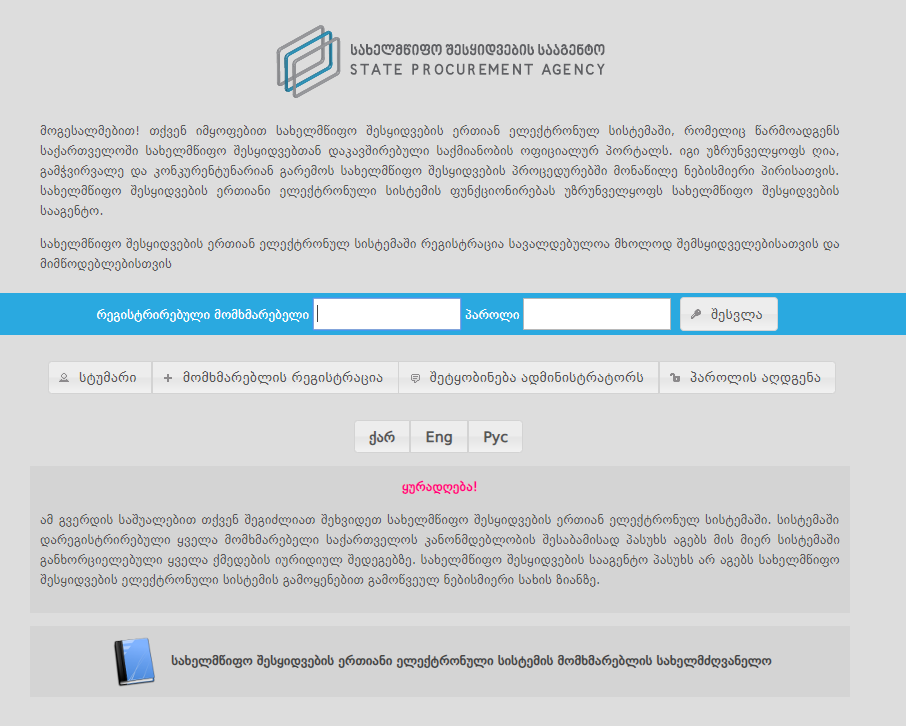 სახელმწიფო შესყიდვების სააგენტო
STATE PROCUREMENT AGENCY
მოგესალმებით! თქვენ იმყოფებით სახელმწიფო შესყიდვების ერთიან ელექტრონულ სისტემაში, რომელიც წარმოადგენს
საქართველოში სახელმწიფო შესყიდვებთან დაკავშირებული საქმიანობის ოფიციალურ პორტალს. იგი უზრუნველყოფს ღია,
გამჭვირვალე და კონკურენტუნარიან გარემოს სახელმწიფო შესყიდვების პროცედურებში მონაწილე ნებისმიერი პირისათვის.
სახელმწიფო შესყიდვების ერთიანი ელექტრონული სისტემის ფუნქციონირებას უზრუნველყოფს სახელმწიფო შესყიდვების
სააგენტო.
სახელმწიფო შესყიდვების ერთიან ელექტრონულ სისტემაში რეგისტრაცია სავალდებულოა მხოლოდ შემსყიდველებისათვის და
მიმწოდებლებისთვის
რეგისტრირებული მომხმარებელი პაროლი შესვლა
სტუმარი მომხმარებლის რეგისტრაცია შეტყობინება ადმინისტრატორს პაროლის აღდგენა
ქარ Eng Рус
ყურადღება!
ამ გვერდის საშუალებით თქვენ შეგიძლიათ შეხვიდეთ სახელმწიფო შესყიდვების ერთიან ელექტრონულ სისტემაში. სისტემაში
დარეგისტრირებული ყველა მომხმარებელი საქართველოს კანონმდებლობის შესაბამისად პასუხს აგებს მის მიერ სისტემაში
განხორციელებული ყველა ქმედების იურიდიულ შედეგებზე. სახელმწიფო შესყიდვების სააგენტო პასუხს არ აგებს სახელმწიფო
შესყიდვების ელექტრონული სისტემის გამოყენებით გამოწვეულ ნებისმიერი სახის ზიანზე.
სახელმწიფო შესყიდვების ერთიანი ელექტრონული სისტემის მომხმარებლის სახელმძღვანელო